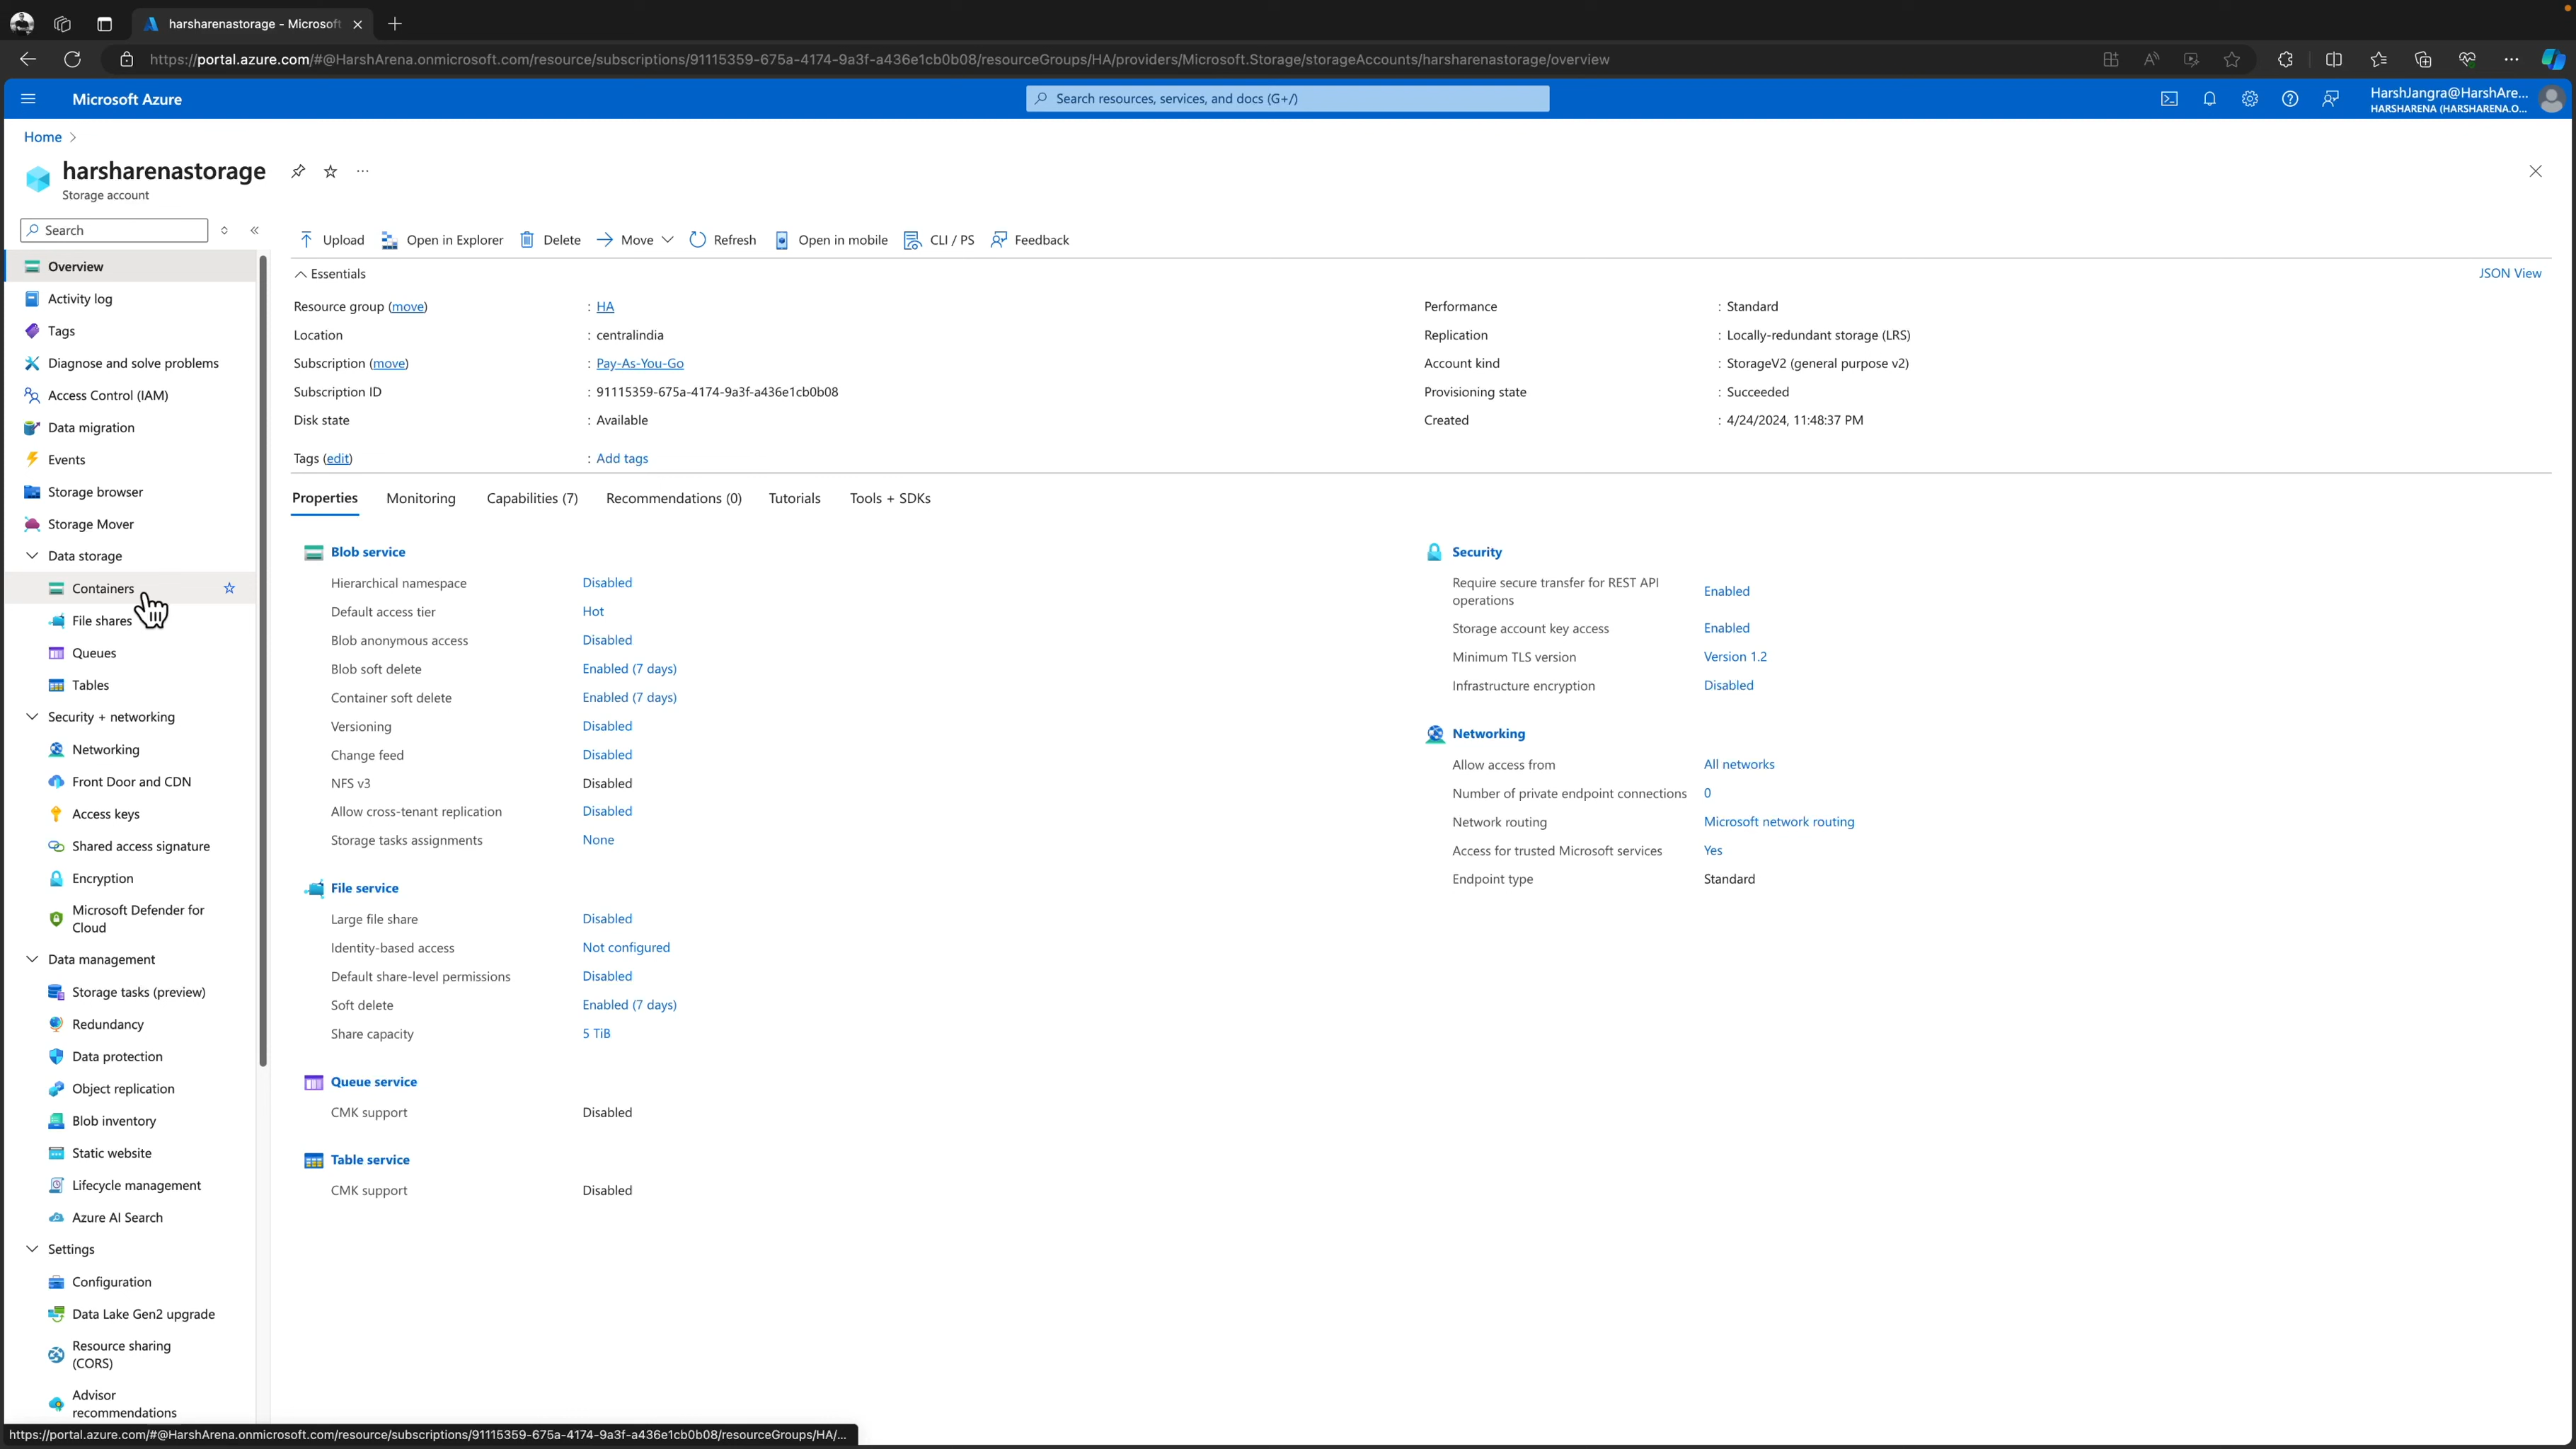 harsharenastorage - Microsoft
https://portal.azure.com/#@HarshArena.onmicrosoft.com/resource/subscriptions/91115359-675a-4174-9a3f-a436e1cb0b08/resourceGroups/HA/providers/Microsoft.Storage/storageAccounts/harsharenastorage/overview
Microsoft Azure
Search resources, services, and docs (G+/)
HarshJangra@HarshAre...
HARSHARENA (HARSHARENA.O...
Home
harsharenastorage
Storage account
Search
Upload Open in Explorer Delete Move Refresh Open in mobile CLI / PS Feedback
Overview
Activity log
Tags
Diagnose and solve problems
Access Control (IAM)
Data migration
Events
Storage browser
Storage Mover
Data storage
Containers
File shares
Queues
Tables
Security + networking
Networking
Front Door and CDN
Access keys
Shared access signature
Encryption
Microsoft Defender for
Cloud
Data management
Storage tasks (preview)
Redundancy
Data protection
Object replication
Blob inventory
Static website
Lifecycle management
Azure AI Search
Settings
Configuration
Data Lake Gen2 upgrade
Resource sharing
(CORS)
Advisor
recommendations
Essentials
JSON View
Resource group (move) : HA
Location : centralindia
Subscription (move) : Pay-As-You-Go
Subscription ID : 91115359-675a-4174-9a3f-a436e1cb0b08
Disk state : Available
Tags (edit) : Add tags
Performance : Standard
Replication : Locally-redundant storage (LRS)
Account kind : StorageV2 (general purpose v2)
Provisioning state : Succeeded
Created : 4/24/2024, 11:48:37 PM
Properties Monitoring Capabilities (7) Recommendations (0) Tutorials Tools + SDKs
Blob service
Hierarchical namespace Disabled
Default access tier Hot
Blob anonymous access Disabled
Blob soft delete Enabled (7 days)
Container soft delete Enabled (7 days)
Versioning Disabled
Change feed Disabled
NFS v3 Disabled
Allow cross-tenant replication Disabled
Storage tasks assignments None
File service
Large file share Disabled
Identity-based access Not configured
Default share-level permissions Disabled
Soft delete Enabled (7 days)
Share capacity 5 TiB
Queue service
CMK support Disabled
Table service
CMK support Disabled
Security
Require secure transfer for REST API
operations Enabled
Storage account key access Enabled
Minimum TLS version Version 1.2
Infrastructure encryption Disabled
Networking
Allow access from All networks
Number of private endpoint connections 0
Network routing Microsoft network routing
Access for trusted Microsoft services Yes
Endpoint type Standard
https://portal.azure.com/#@HarshArena.onmicrosoft.com/resource/subscriptions/91115359-675a-4174-9a3f-a436e1cb0b08/resourceGroups/HA/...